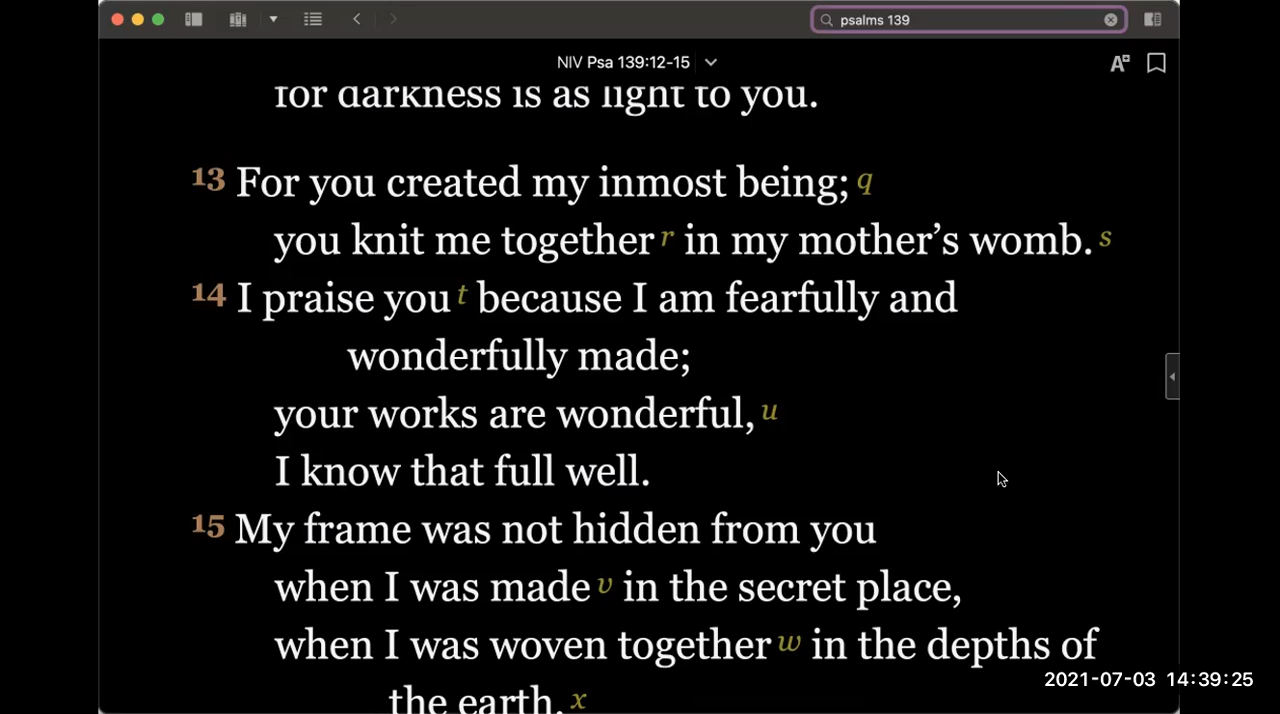 psalms 139
NIV Psa 139:12-15
for darkness is as light to you.
13 For you created my inmost being; q
you knit me together r in my mother’s womb. s
14 I praise you t because I am fearfully and
wonderfully made;
your works are wonderful, u
I know that full well.
15 My frame was not hidden from you
when I was made v in the secret place,
when I was woven together w in the depths of
the earth. x
2021-07-03 14:39:25